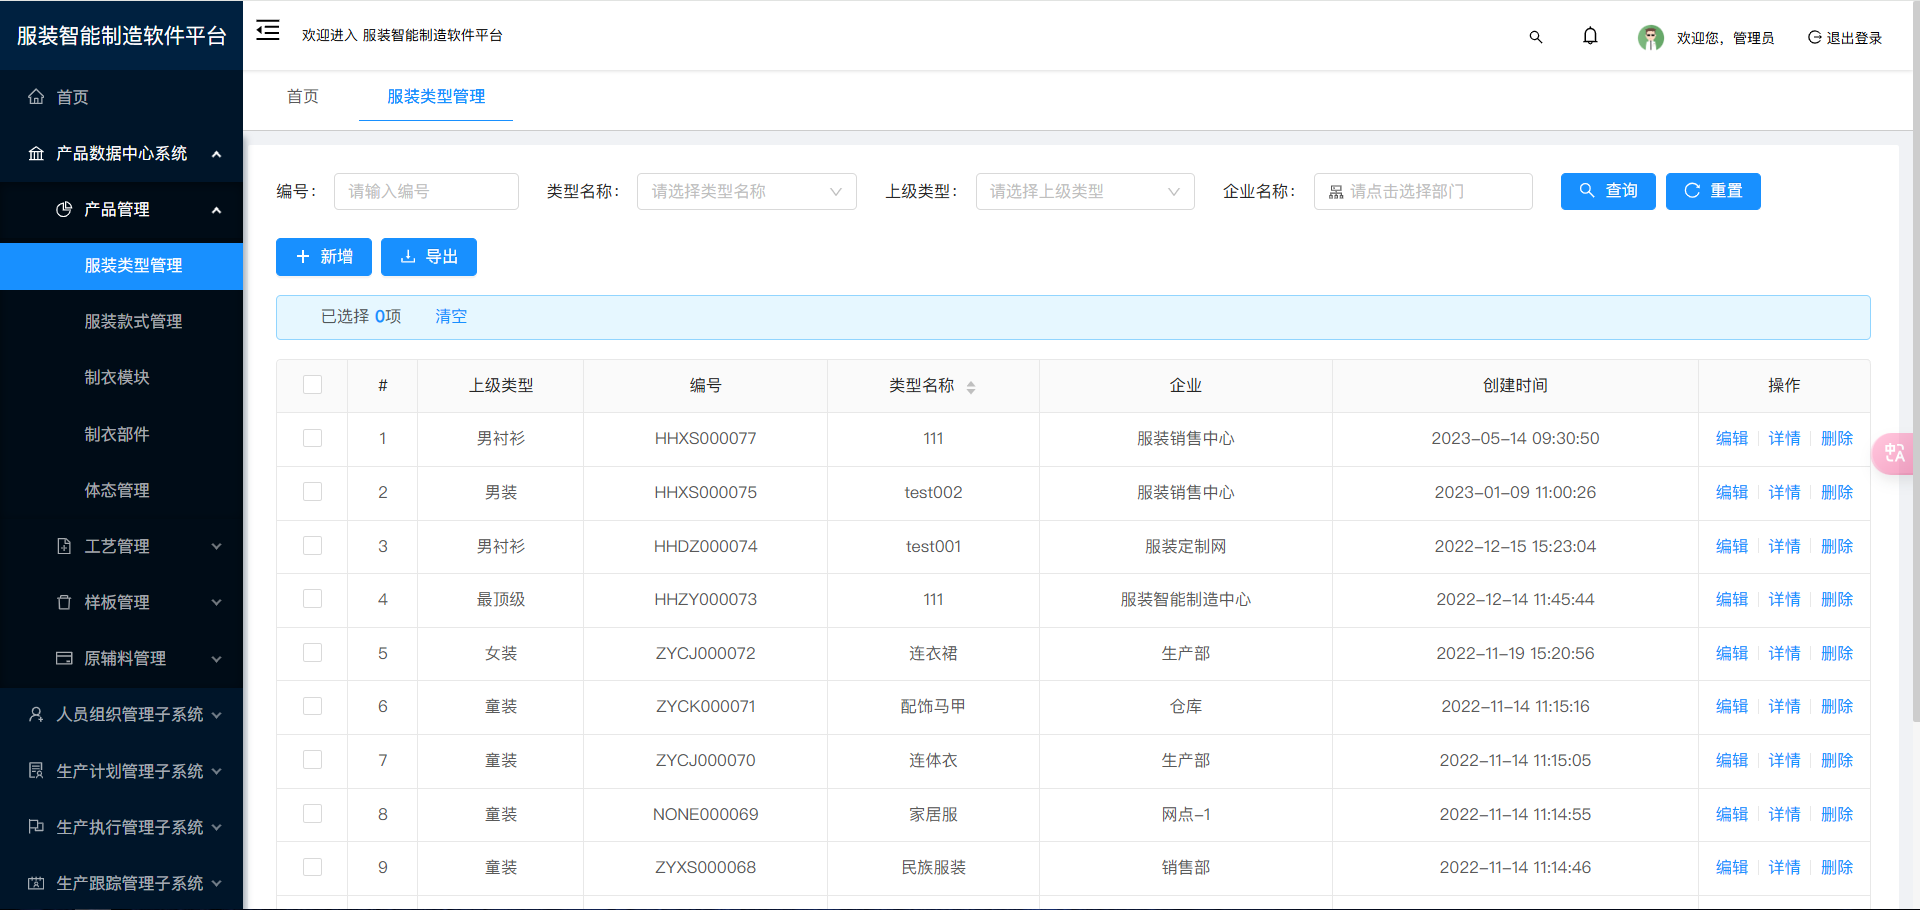 服装智能制造软件平台
欢迎进入 服装智能制造软件平台
欢迎您，管理员
退出登录
首页
产品数据中心系统
产品管理
服装类型管理
服装款式管理
制衣模块
制衣部件
体态管理
工艺管理
样板管理
原辅料管理
人员组织管理子系统
生产计划管理子系统
生产执行管理子系统
生产跟踪管理子系统
首页 服装类型管理
编号： 请输入编号 类型名称： 请选择类型名称 上级类型： 请选择上级类型 企业名称： 请点击选择部门 查询 重置
新增 导出
已选择 0项 清空
# 上级类型 编号 类型名称 企业 创建时间 操作
1 男衬衫 HHXS000077 111 服装销售中心 2023-05-14 09:30:50 编辑 详情 删除
2 男装 HHXS000075 test002 服装销售中心 2023-01-09 11:00:26 编辑 详情 删除
3 男衬衫 HHDZ000074 test001 服装定制网 2022-12-15 15:23:04 编辑 详情 删除
4 最顶级 HHZY000073 111 服装智能制造中心 2022-12-14 11:45:44 编辑 详情 删除
5 女装 ZYCJ000072 连衣裙 生产部 2022-11-19 15:20:56 编辑 详情 删除
6 童装 ZYCK000071 配饰马甲 仓库 2022-11-14 11:15:16 编辑 详情 删除
7 童装 ZYCJ000070 连体衣 生产部 2022-11-14 11:15:05 编辑 详情 删除
8 童装 NONE000069 家居服 网点-1 2022-11-14 11:14:55 编辑 详情 删除
9 童装 ZYXS000068 民族服装 销售部 2022-11-14 11:14:46 编辑 详情 删除
中A